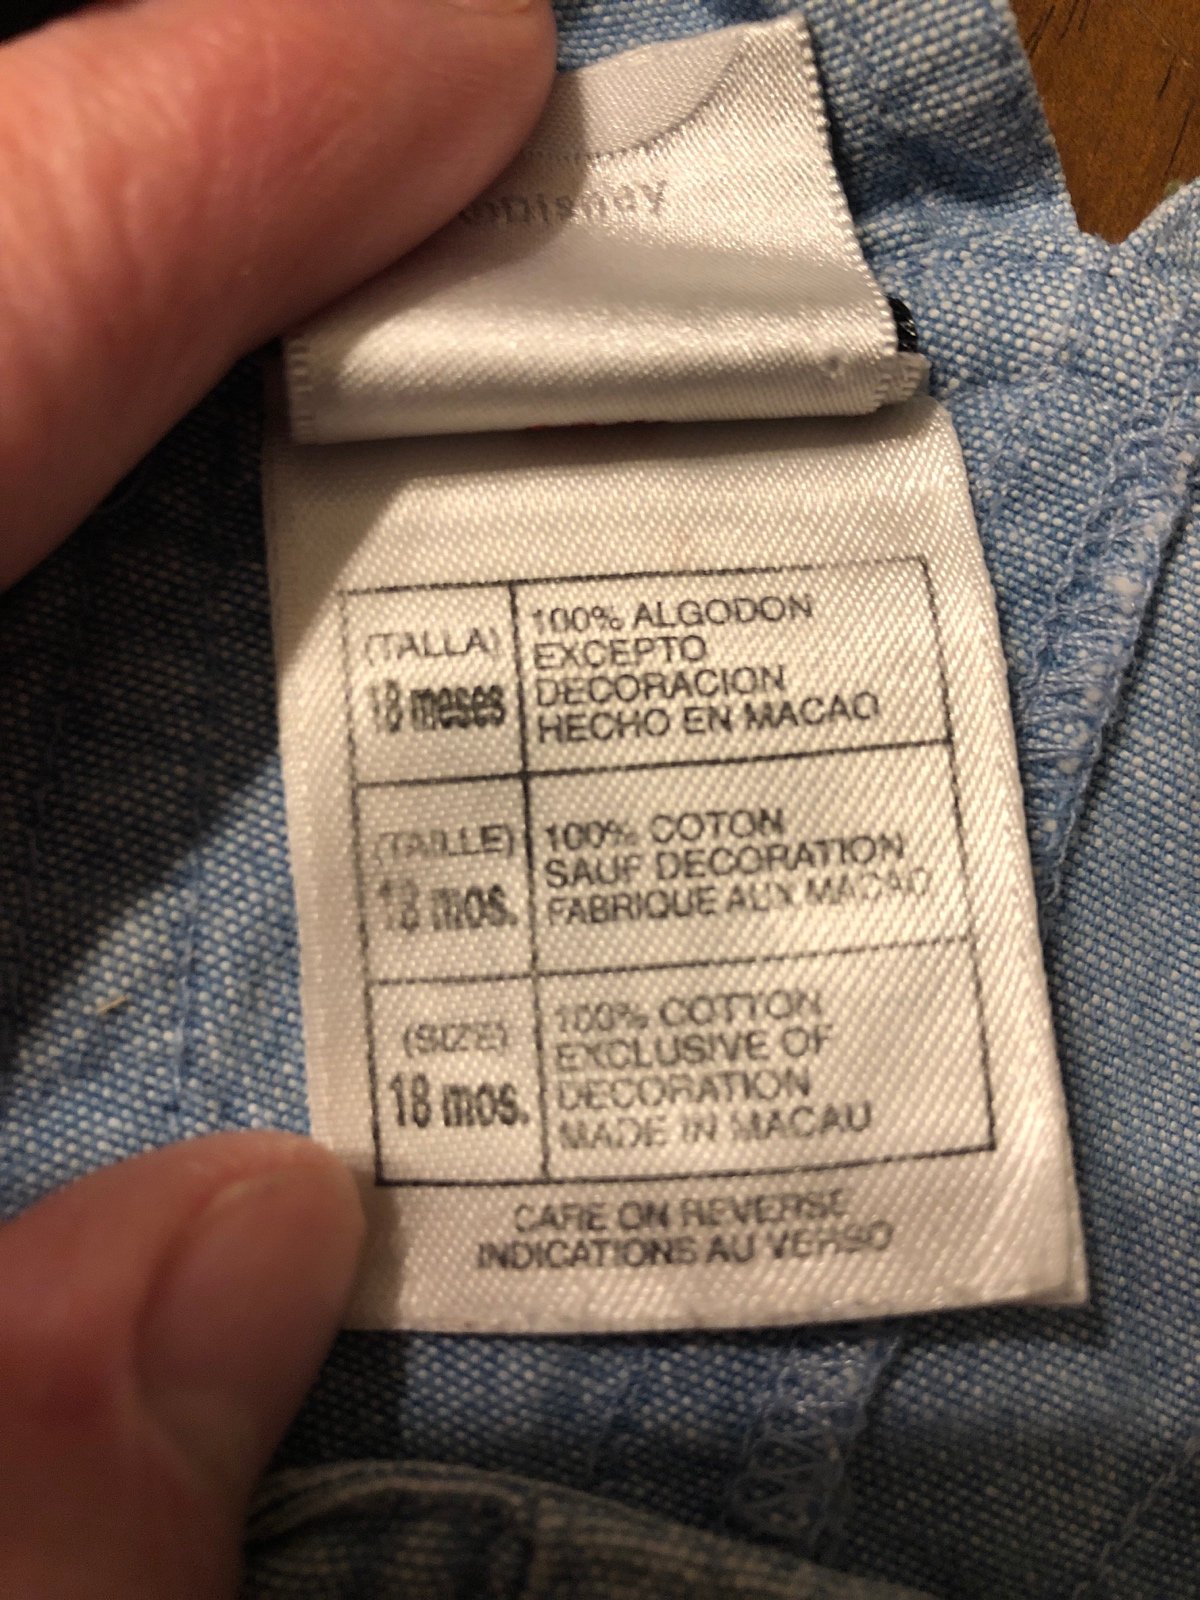 (TALLA)
18 meses
100% ALGODON
EXCEPTO
DECORACION
HECHO EN MACAO
(TAILLE)
18 mos.
100% COTON
SAUF DECORATION
FABRIQUE AUX MACAO
(SIZE)
18 mos.
100% COTTON
EXCLUSIVE OF
DECORATION
MADE IN MACAU
CARE ON REVERSE
INDICATIONS AU VERSO